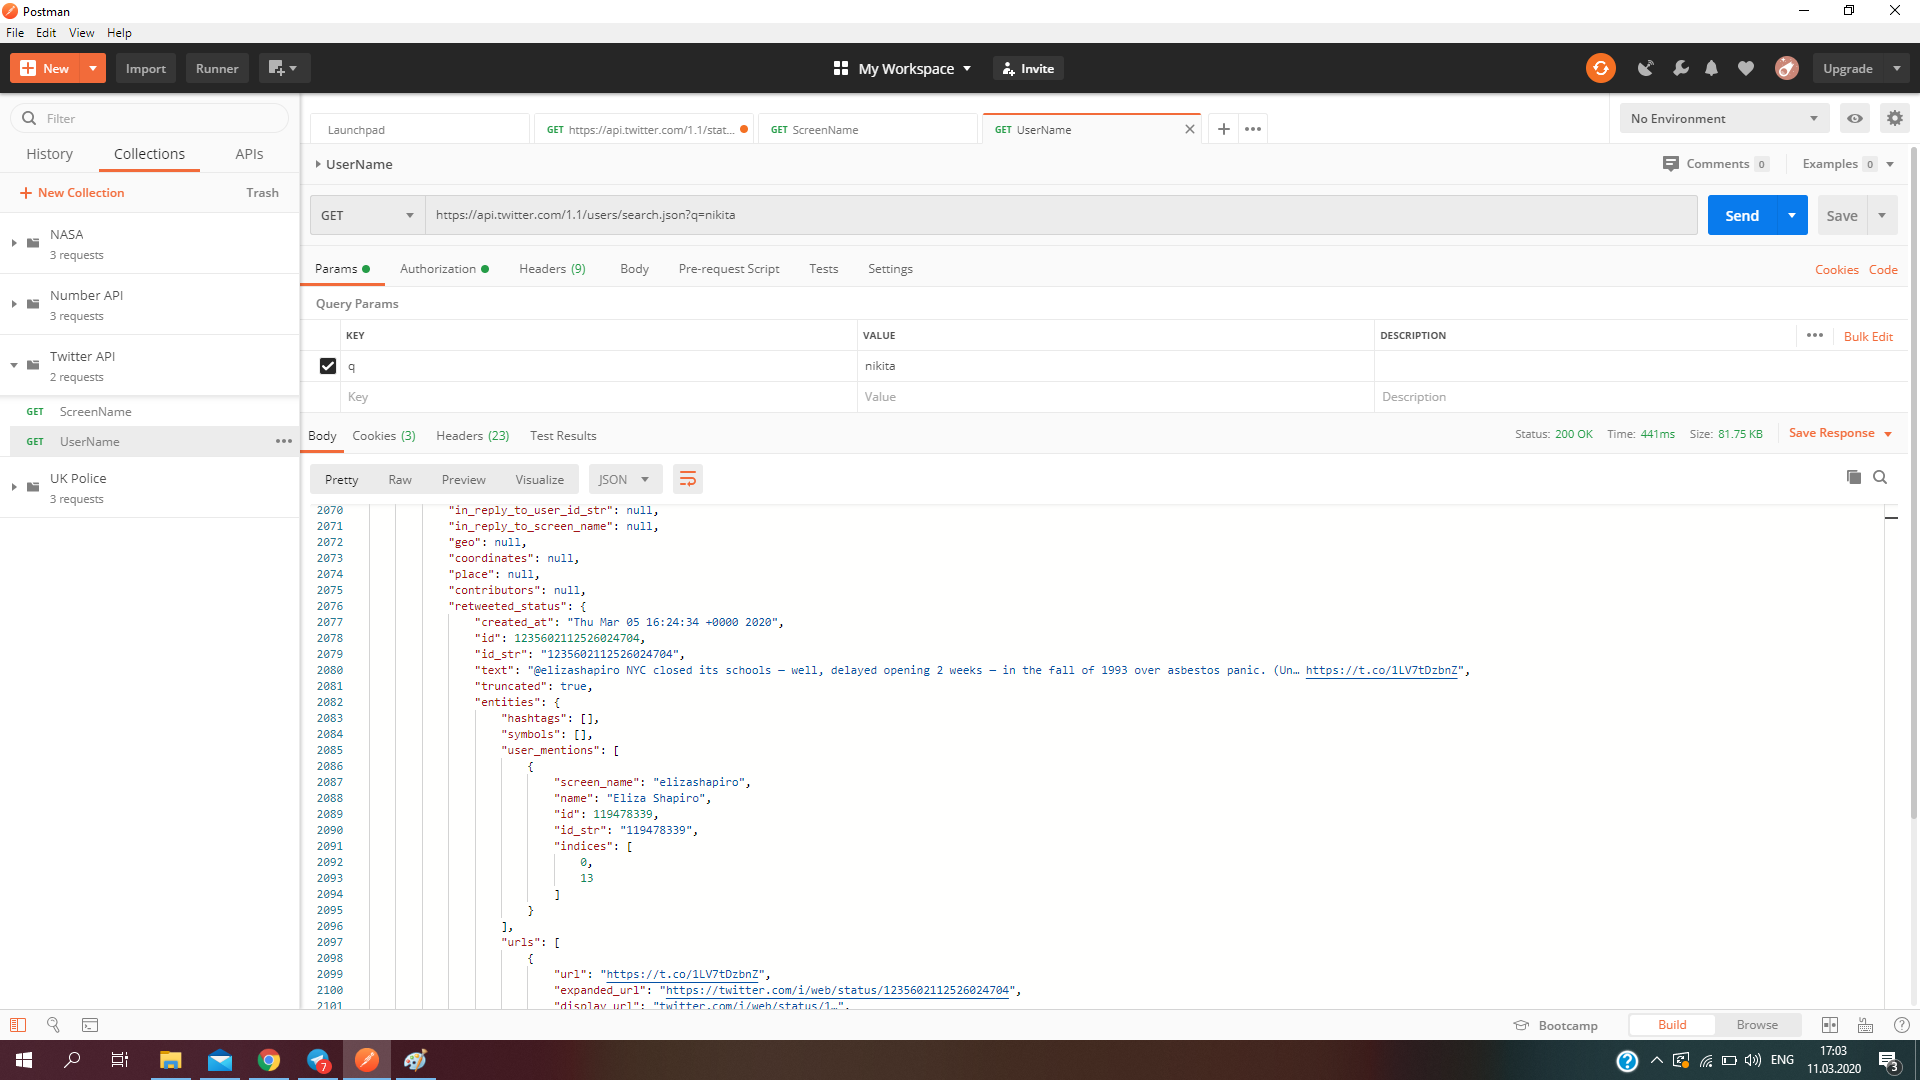 Postman
File Edit View Help
New Import Runner My Workspace Invite Upgrade
Filter
History Collections APIs
New Collection Trash
NASA
3 requests
Number API
3 requests
Twitter API
2 requests
GET ScreenName
GET UserName
UK Police
3 requests
Launchpad GET https://api.twitter.com/1.1/stat... GET ScreenName GET UserName No Environment
UserName Comments 0 Examples 0
GET https://api.twitter.com/1.1/users/search.json?q=nikita Send Save
Params Authorization Headers (9) Body Pre-request Script Tests Settings Cookies Code
Query Params
KEY VALUE DESCRIPTION Bulk Edit
q nikita
Key Value Description
Body Cookies (3) Headers (23) Test Results Status: 200 OK Time: 441ms Size: 81.75 KB Save Response
Pretty Raw Preview Visualize JSON
2070 "in_reply_to_user_id_str": null,
2071 "in_reply_to_screen_name": null,
2072 "geo": null,
2073 "coordinates": null,
2074 "place": null,
2075 "contributors": null,
2076 "retweeted_status": {
2077 "created_at": "Thu Mar 05 16:24:34 +0000 2020",
2078 "id": 1235602112526024704,
2079 "id_str": "1235602112526024704",
2080 "text": "@elizashapiro NYC closed its schools — well, delayed opening 2 weeks — in the fall of 1993 over asbestos panic. (Un… https://t.co/1LV7tDzbnZ",
2081 "truncated": true,
2082 "entities": {
2083 "hashtags": [],
2084 "symbols": [],
2085 "user_mentions": [
2086 {
2087 "screen_name": "elizashapiro",
2088 "name": "Eliza Shapiro",
2089 "id": 119478339,
2090 "id_str": "119478339",
2091 "indices": [
2092 0,
2093 13
2094 ]
2095 }
2096 ],
2097 "urls": [
2098 {
2099 "url": "https://t.co/1LV7tDzbnZ",
2100 "expanded_url": "https://twitter.com/i/web/status/1235602112526024704",
2101 "display_url": "twitter.com/i/web/status/1…",
Bootcamp Build Browse
7 ENG 17:03
11.03.2020 3